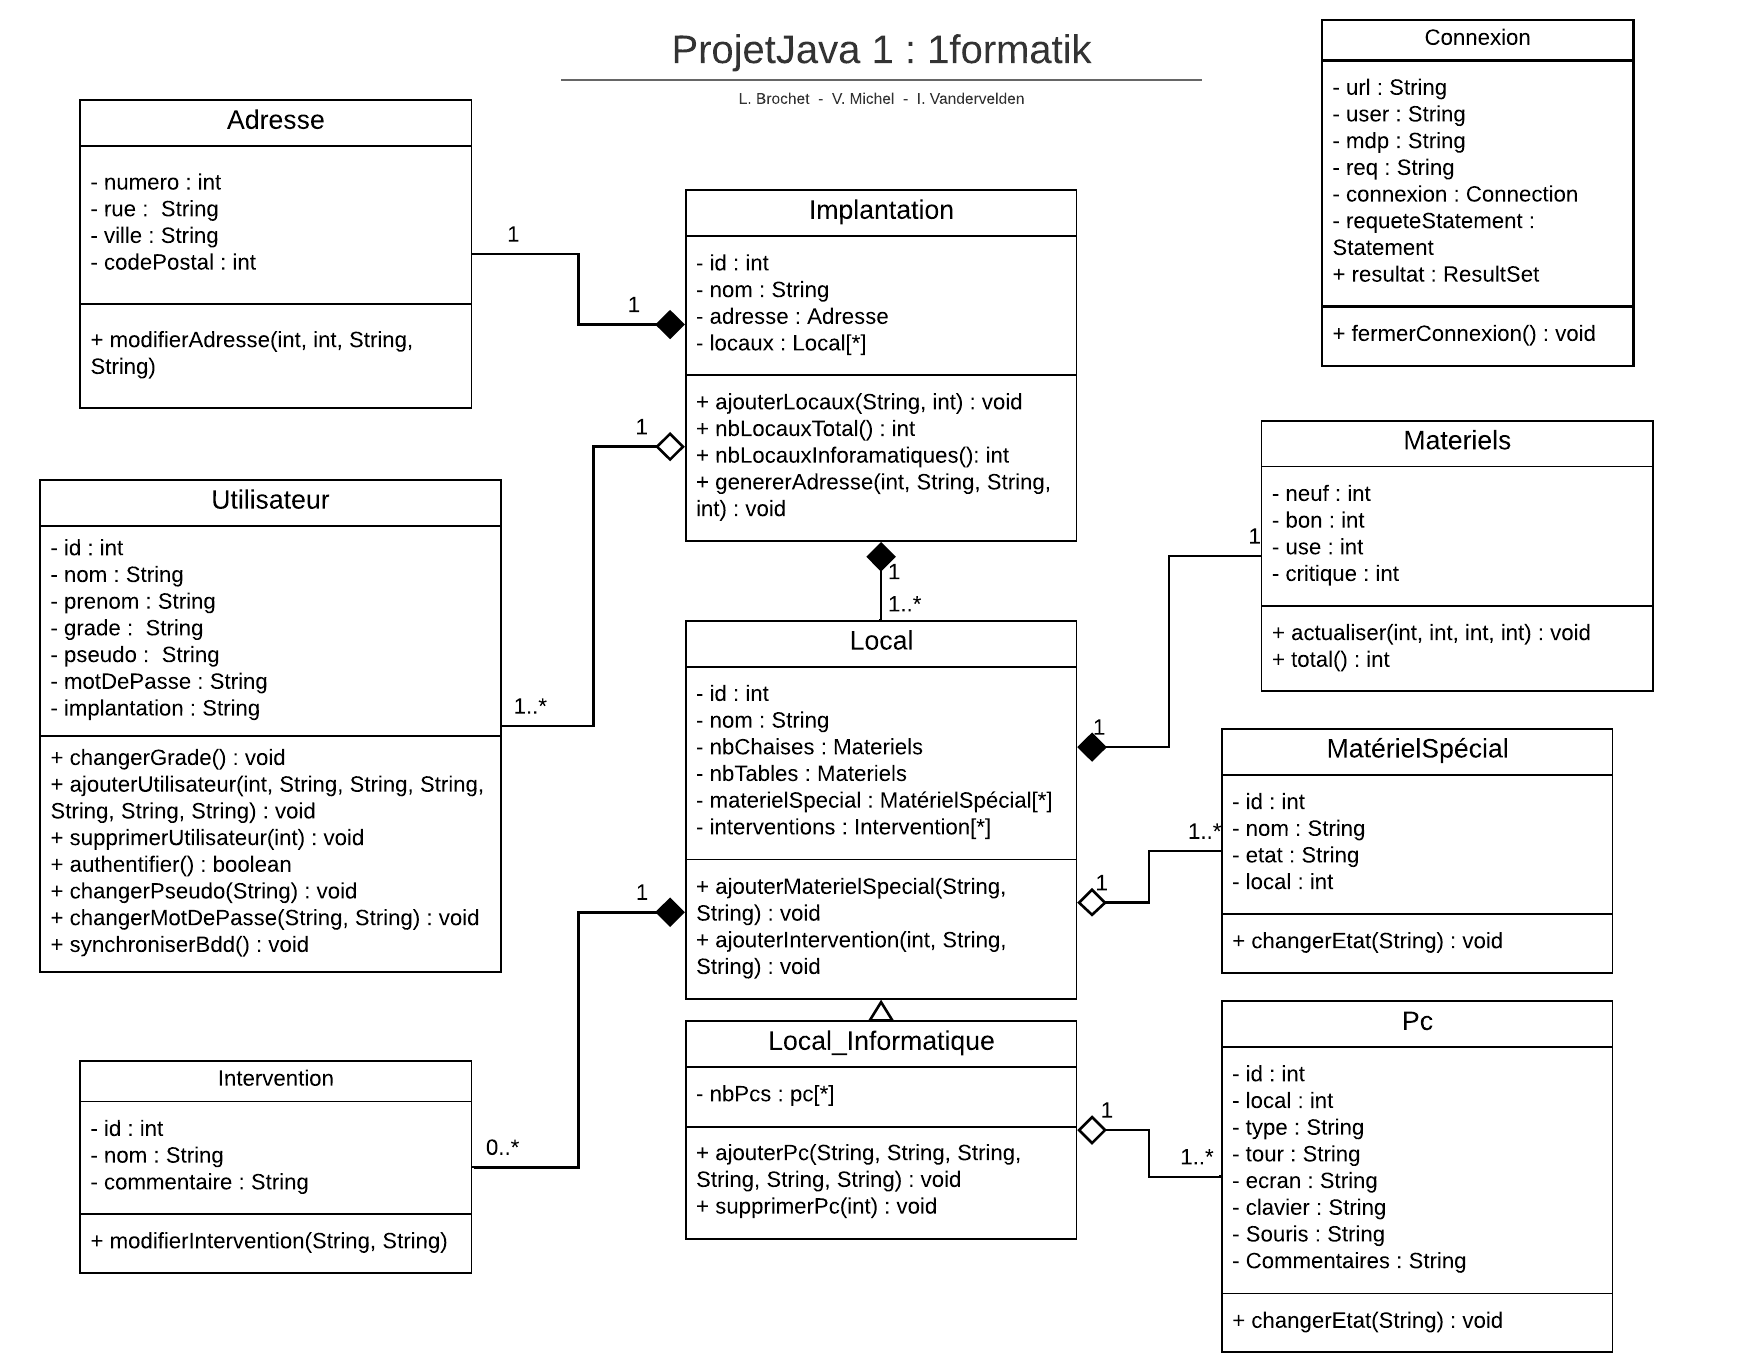 ProjetJava 1 : 1formatik
L. Brochet - V. Michel - I. Vandervelden
Connexion
- url : String
- user : String
- mdp : String
- req : String
- connexion : Connection
- requeteStatement :
Statement
+ resultat : ResultSet
+ fermerConnexion() : void
Adresse
- numero : int
- rue : String
- ville : String
- codePostal : int
+ modifierAdresse(int, int, String,
String)
1
1
Implantation
- id : int
- nom : String
- adresse : Adresse
- locaux : Local[*]
+ ajouterLocaux(String, int) : void
+ nbLocauxTotal() : int
+ nbLocauxInforamatiques(): int
+ genererAdresse(int, String, String,
int) : void
1
1..*
Utilisateur
- id : int
- nom : String
- prenom : String
- grade : String
- pseudo : String
- motDePasse : String
- implantation : String
+ changerGrade() : void
+ ajouterUtilisateur(int, String, String, String,
String, String, String) : void
+ supprimerUtilisateur(int) : void
+ authentifier() : boolean
+ changerPseudo(String) : void
+ changerMotDePasse(String, String) : void
+ synchroniserBdd() : void
1
1..*
Local
- id : int
- nom : String
- nbChaises : Materiels
- nbTables : Materiels
- materielSpecial : MatérielSpécial[*]
- interventions : Intervention[*]
+ ajouterMaterielSpecial(String,
String) : void
+ ajouterIntervention(int, String,
String) : void
Materiels
- neuf : int
- bon : int
- use : int
- critique : int
+ actualiser(int, int, int, int) : void
+ total() : int
1
1
MatérielSpécial
- id : int
- nom : String
- etat : String
- local : int
+ changerEtat(String) : void
1..*
1
1
0..*
Intervention
- id : int
- nom : String
- commentaire : String
+ modifierIntervention(String, String)
Local_Informatique
- nbPcs : pc[*]
+ ajouterPc(String, String, String,
String, String, String) : void
+ supprimerPc(int) : void
1
1..*
Pc
- id : int
- local : int
- type : String
- tour : String
- ecran : String
- clavier : String
- Souris : String
- Commentaires : String
+ changerEtat(String) : void